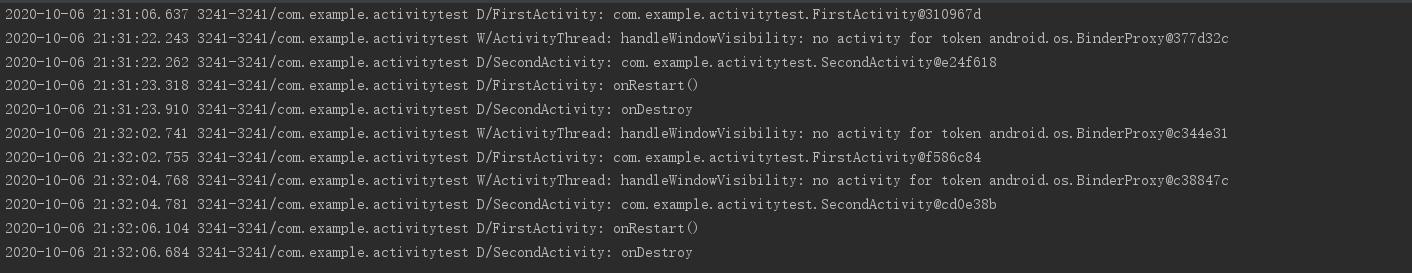 2020-10-06 21:31:06.637 3241-3241/com.example.activitytest D/FirstActivity: com.example.activitytest.FirstActivity@310967d
2020-10-06 21:31:22.243 3241-3241/com.example.activitytest W/ActivityThread: handleWindowVisibility: no activity for token android.os.BinderProxy@377d32c
2020-10-06 21:31:22.262 3241-3241/com.example.activitytest D/SecondActivity: com.example.activitytest.SecondActivity@e24f618
2020-10-06 21:31:23.318 3241-3241/com.example.activitytest D/FirstActivity: onRestart()
2020-10-06 21:31:23.910 3241-3241/com.example.activitytest D/SecondActivity: onDestroy
2020-10-06 21:32:02.741 3241-3241/com.example.activitytest W/ActivityThread: handleWindowVisibility: no activity for token android.os.BinderProxy@c344e31
2020-10-06 21:32:02.755 3241-3241/com.example.activitytest D/FirstActivity: com.example.activitytest.FirstActivity@f586c84
2020-10-06 21:32:04.768 3241-3241/com.example.activitytest W/ActivityThread: handleWindowVisibility: no activity for token android.os.BinderProxy@c38847c
2020-10-06 21:32:04.781 3241-3241/com.example.activitytest D/SecondActivity: com.example.activitytest.SecondActivity@cd0e38b
2020-10-06 21:32:06.104 3241-3241/com.example.activitytest D/FirstActivity: onRestart()
2020-10-06 21:32:06.684 3241-3241/com.example.activitytest D/SecondActivity: onDestroy